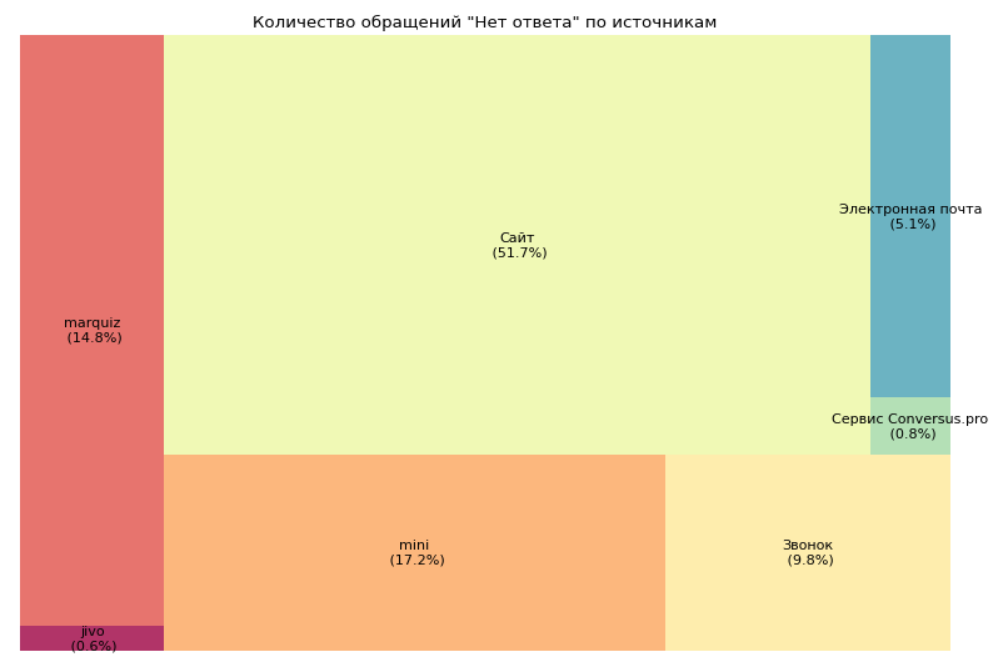 Количество обращений "Нет ответа" по источникам
Электронная почта
(5.1%)
Сайт
(51.7%)
marquiz
(14.8%)
Сервис Conversus.pro
(0.8%)
mini
(17.2%)
Звонок
(9.8%)
jivo
(0.6%)